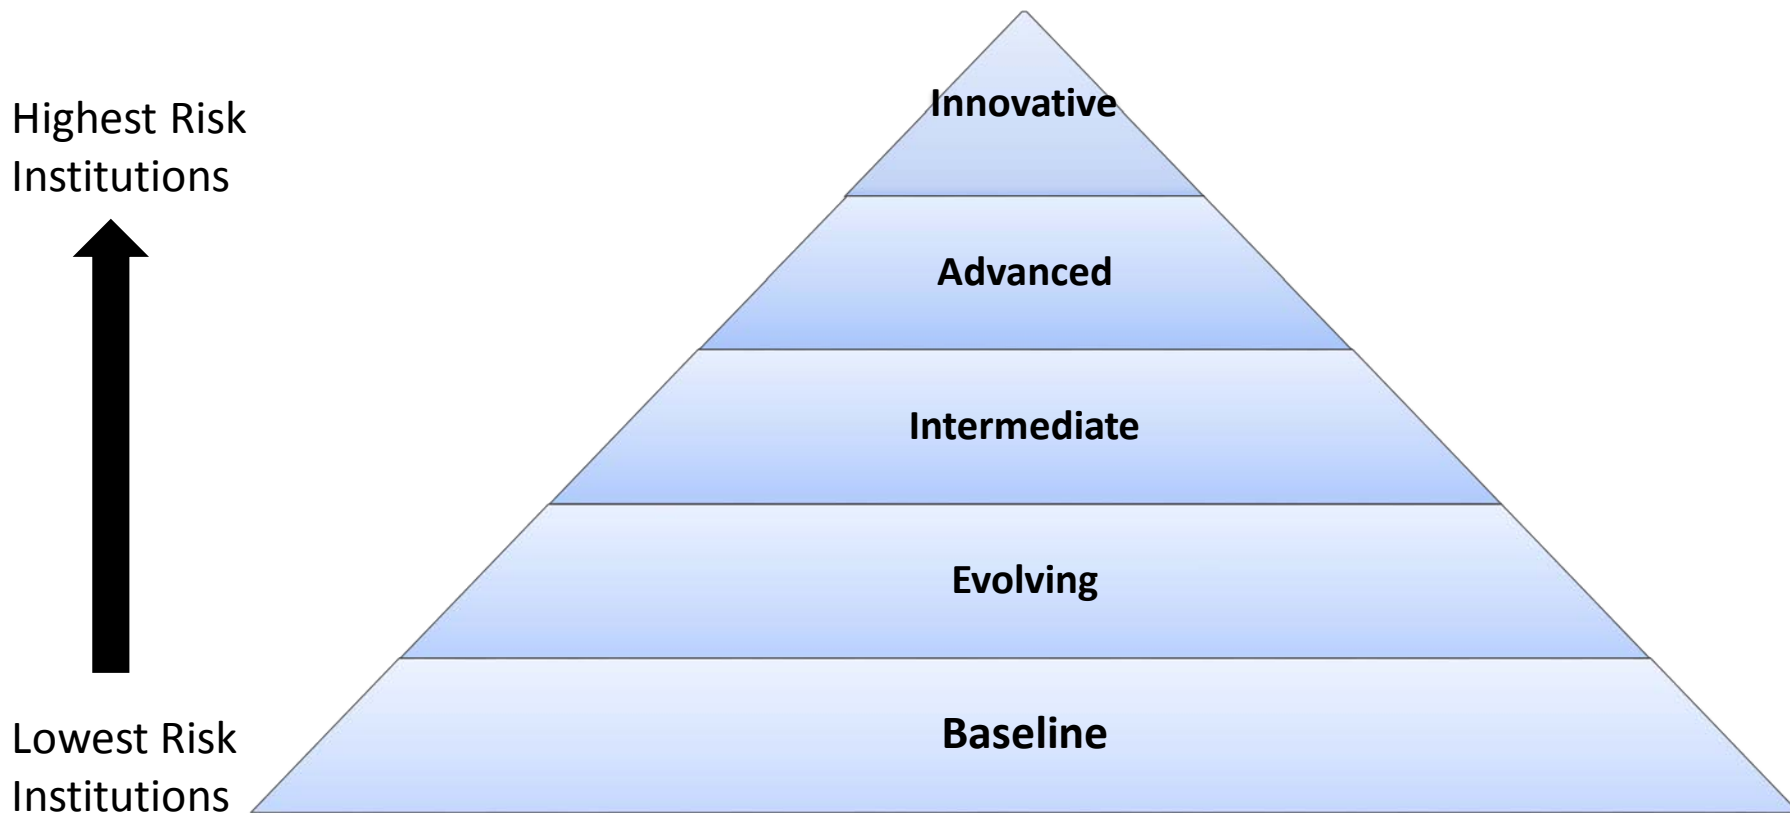 Highest Risk
Institutions
Innovative
Advanced
Intermediate
Evolving
Baseline
Lowest Risk
Institutions